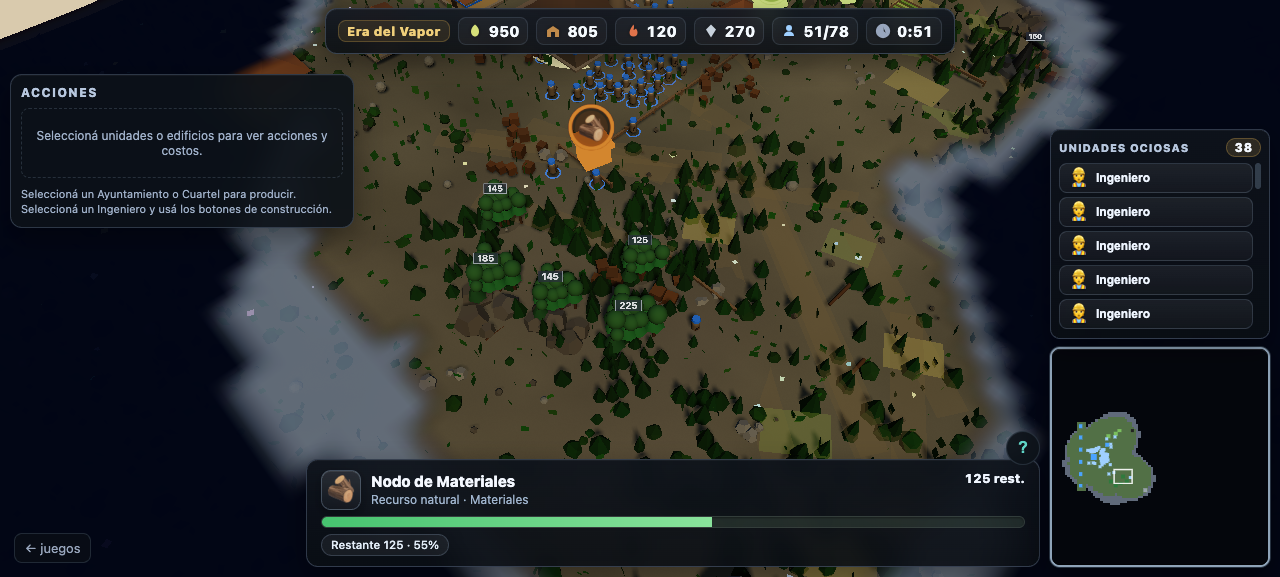 Era del Vapor 950 805 120 270 51/78 0:51
150
ACCIONES
Seleccioná unidades o edificios para ver acciones y
costos.
Seleccioná un Ayuntamiento o Cuartel para producir.
Seleccioná un Ingeniero y usá los botones de construcción.
UNIDADES OCIOSAS 38
Ingeniero
Ingeniero
Ingeniero
Ingeniero
Ingeniero
145
125
185
145
225
?
Nodo de Materiales
125 rest.
Recurso natural · Materiales
Restante 125 · 55%
← juegos